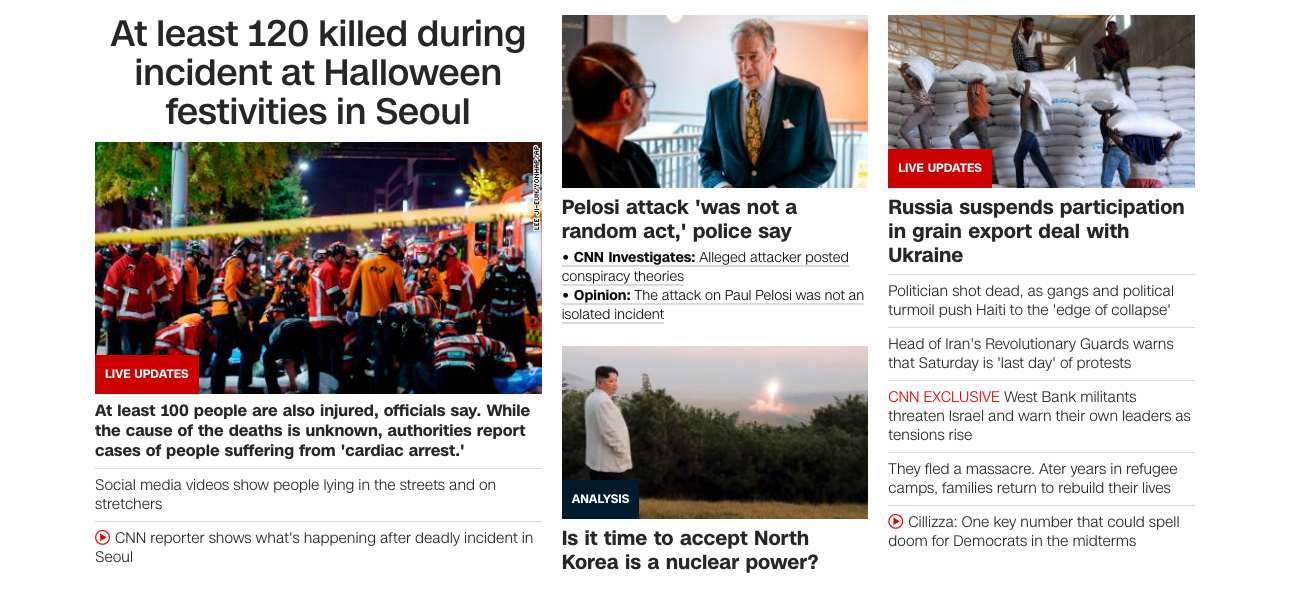 At least 120 killed during
incident at Halloween
festivities in Seoul
LEE JI-EUN/YONHAP/AP
LIVE UPDATES
At least 100 people are also injured, officials say. While
the cause of the deaths is unknown, authorities report
cases of people suffering from 'cardiac arrest.'
Social media videos show people lying in the streets and on
stretchers
CNN reporter shows what's happening after deadly incident in
Seoul
Pelosi attack 'was not a
random act,' police say
• CNN Investigates: Alleged attacker posted
conspiracy theories
• Opinion: The attack on Paul Pelosi was not an
isolated incident
ANALYSIS
Is it time to accept North
Korea is a nuclear power?
LIVE UPDATES
Russia suspends participation
in grain export deal with
Ukraine
Politician shot dead, as gangs and political
turmoil push Haiti to the 'edge of collapse'
Head of Iran's Revolutionary Guards warns
that Saturday is 'last day' of protests
CNN EXCLUSIVE West Bank militants
threaten Israel and warn their own leaders as
tensions rise
They fled a massacre. Ater years in refugee
camps, families return to rebuild their lives
Cillizza: One key number that could spell
doom for Democrats in the midterms